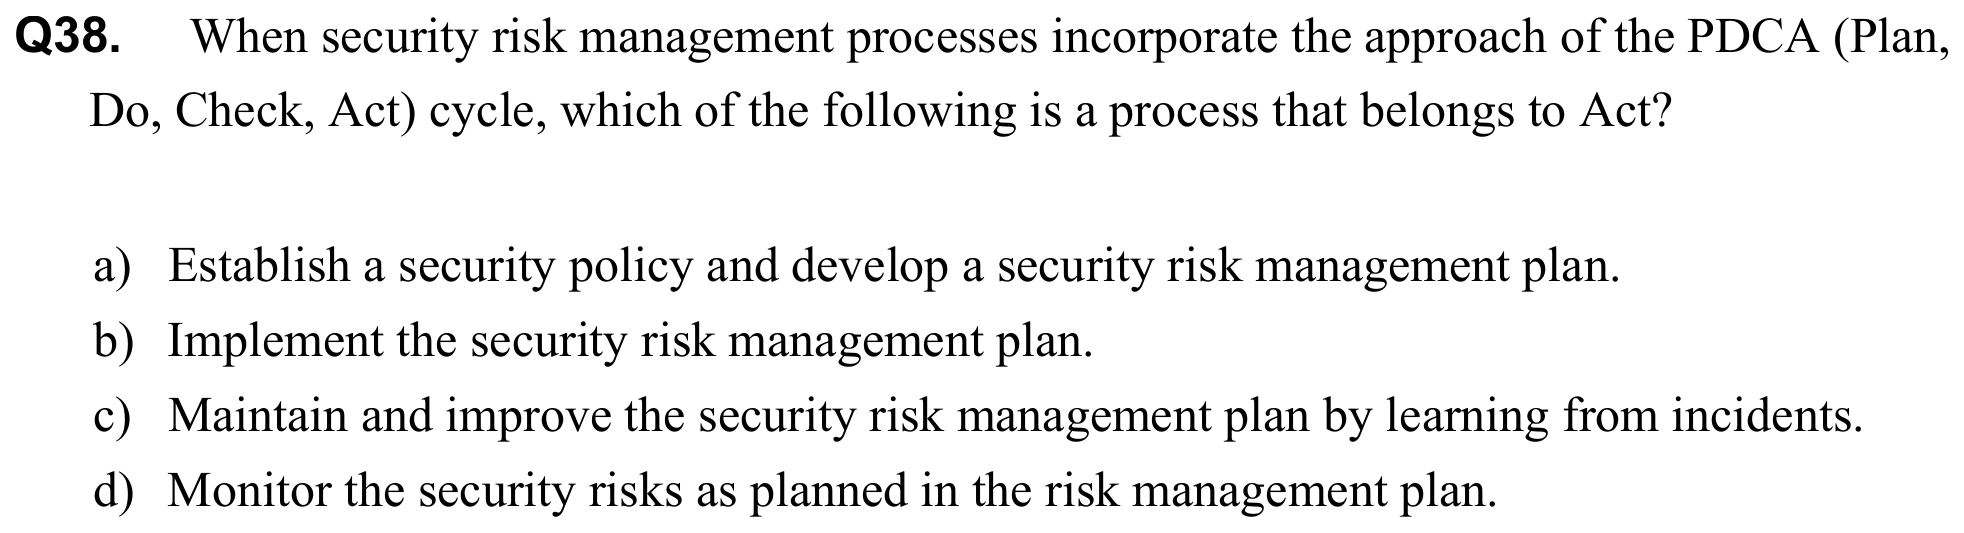 Q38. When security risk management processes incorporate the approach of the PDCA (Plan,
Do, Check, Act) cycle, which of the following is a process that belongs to Act?
a) Establish a security policy and develop a security risk management plan.
b) Implement the security risk management plan.
c) Maintain and improve the security risk management plan by learning from incidents.
d) Monitor the security risks as planned in the risk management plan.